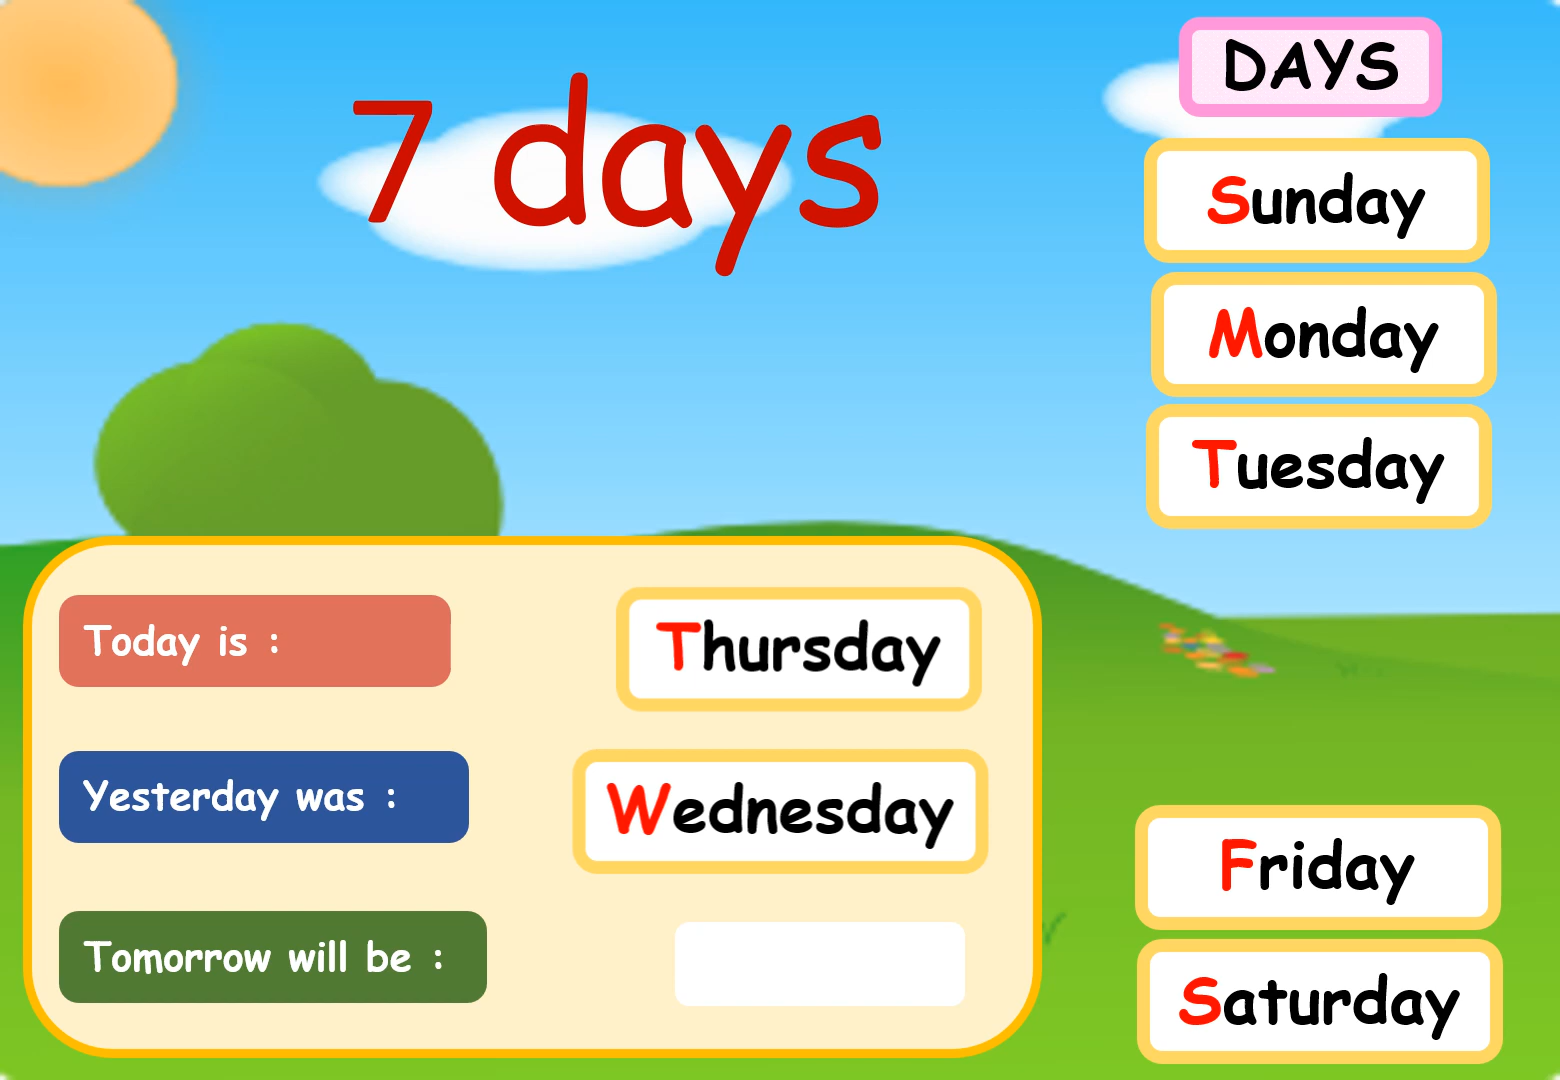 7 days
DAYS
Sunday
Monday
Tuesday
Today is :
Thursday
Yesterday was :
Wednesday
Tomorrow will be :
Friday
Saturday